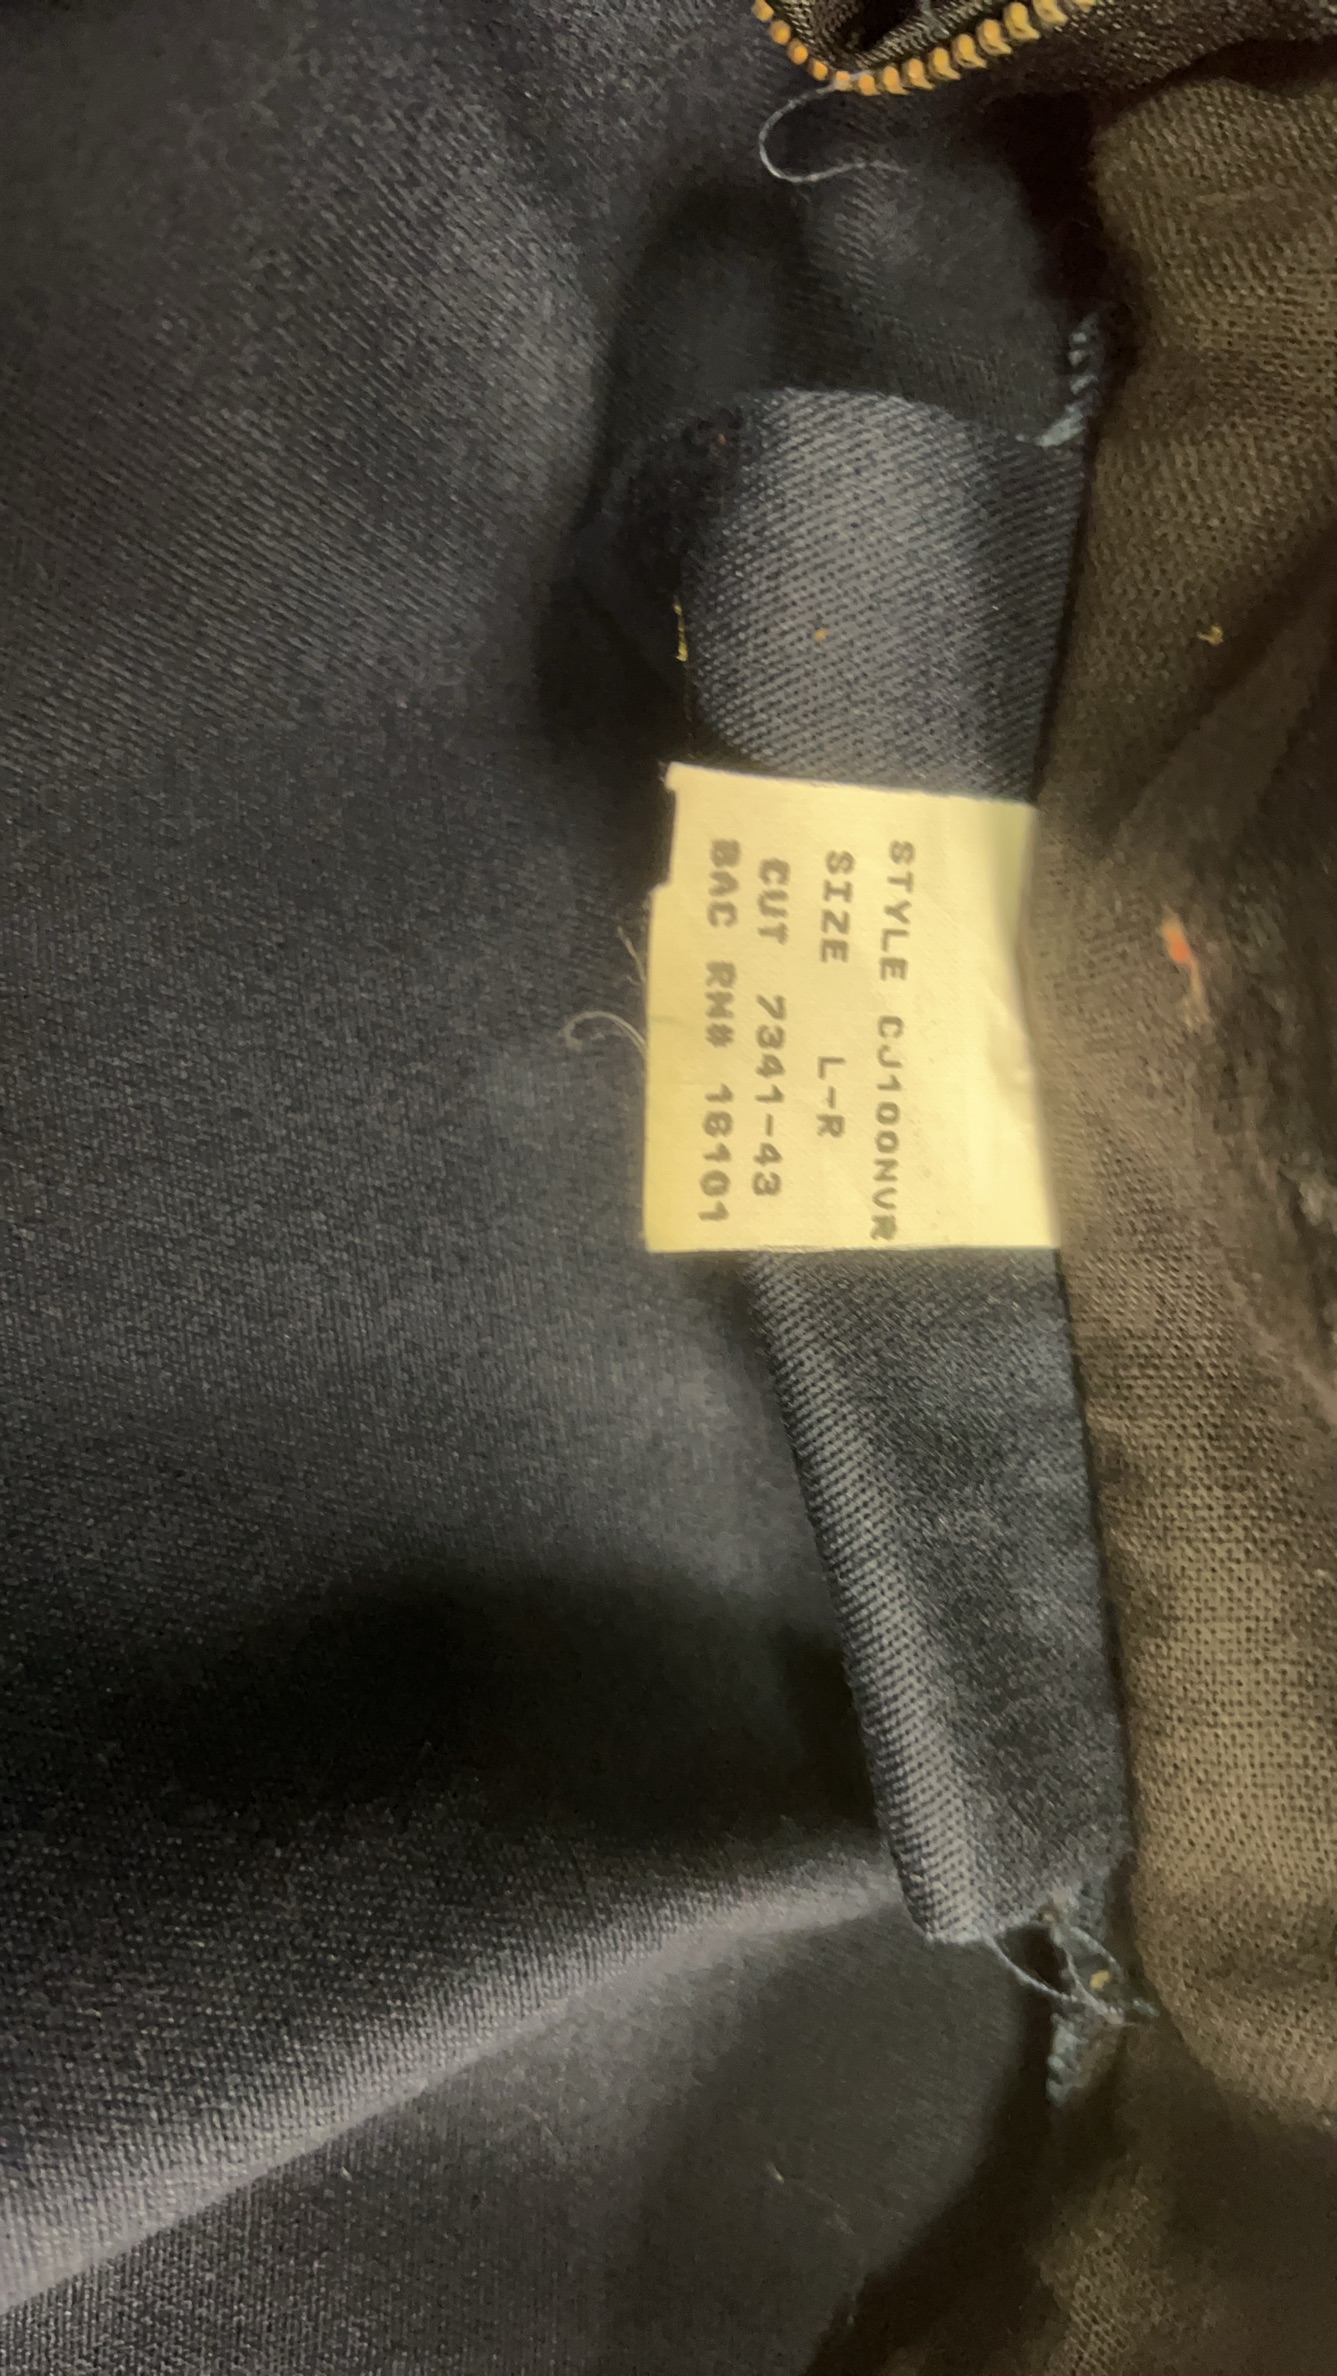 STYLE CJ100NVR
SIZE L-R
CUT 7341-43
BAC RN# 18101